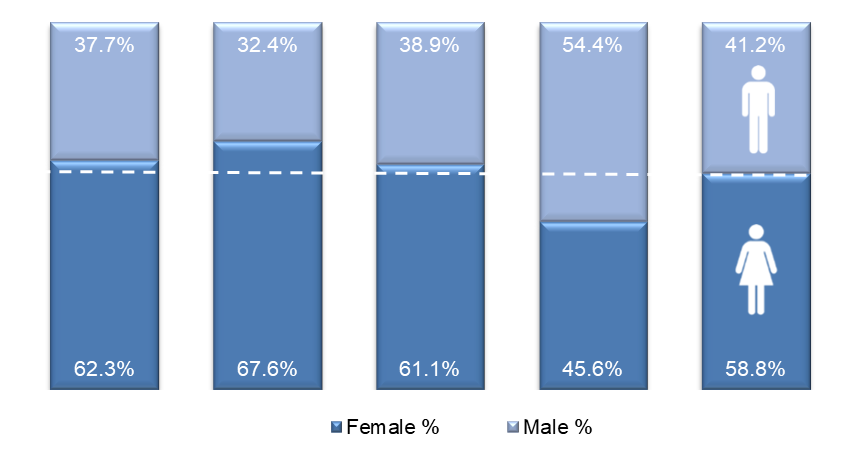 37.7% 32.4% 38.9% 54.4% 41.2%
62.3% 67.6% 61.1% 45.6% 58.8%
Female % Male %